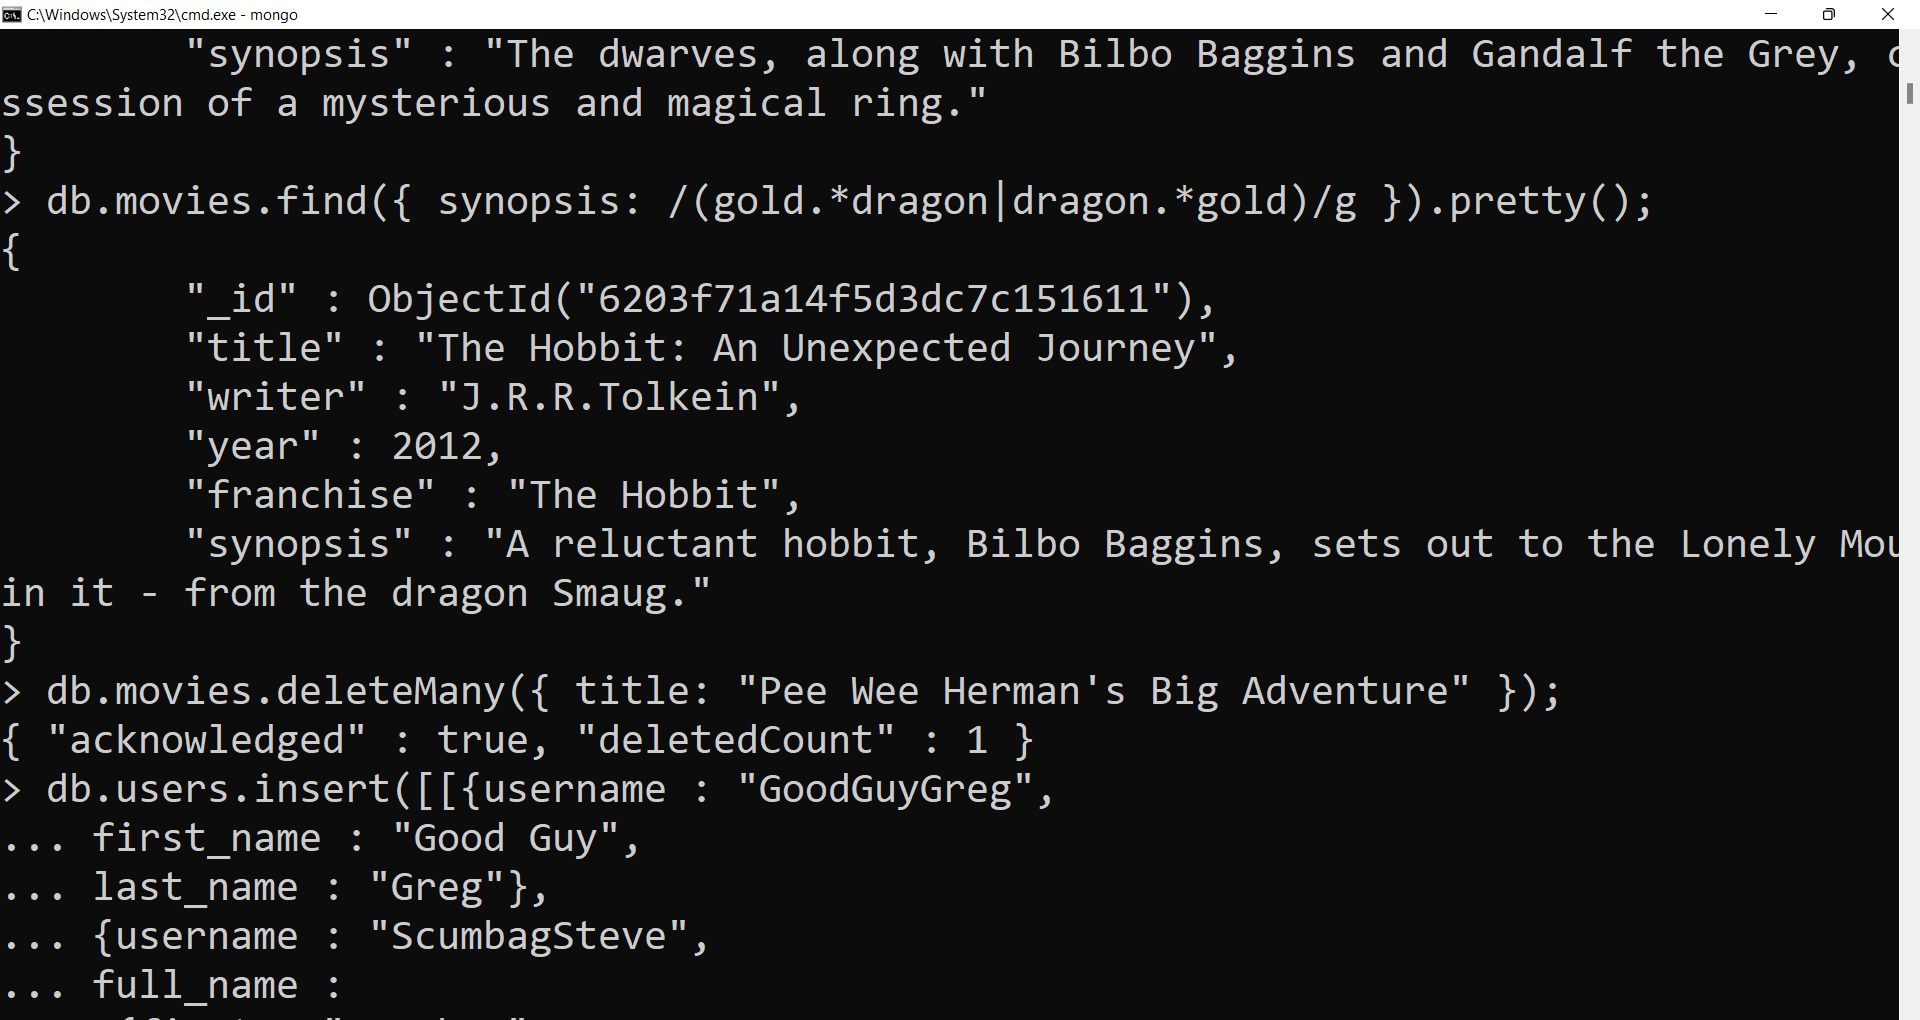 C:\Windows\System32\cmd.exe - mongo
"synopsis" : "The dwarves, along with Bilbo Baggins and Gandalf the Grey,
ssession of a mysterious and magical ring."
}
> db.movies.find({ synopsis: /(gold.*dragon|dragon.*gold)/g }).pretty();
{
"_id" : ObjectId("6203f71a14f5d3dc7c151611"),
"title" : "The Hobbit: An Unexpected Journey",
"writer" : "J.R.R.Tolkein",
"year" : 2012,
"franchise" : "The Hobbit",
"synopsis" : "A reluctant hobbit, Bilbo Baggins, sets out to the Lonely Mou
in it - from the dragon Smaug."
}
> db.movies.deleteMany({ title: "Pee Wee Herman's Big Adventure" });
{ "acknowledged" : true, "deletedCount" : 1 }
> db.users.insert([[{username : "GoodGuyGreg",
... first_name : "Good Guy",
... last_name : "Greg"},
... {username : "ScumbagSteve",
... full_name :